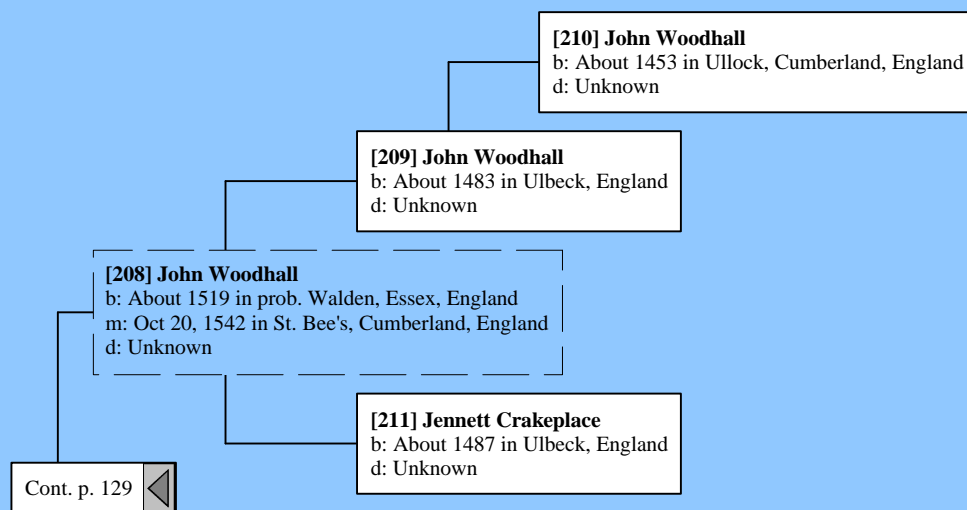 [210] John Woodhall
b: About 1453 in Ullock, Cumberland, England
d: Unknown
[209] John Woodhall
b: About 1483 in Ulbeck, England
d: Unknown
[208] John Woodhall
b: About 1519 in prob. Walden, Essex, England
m: Oct 20, 1542 in St. Bee's, Cumberland, England
d: Unknown
[211] Jennett Crakeplace
b: About 1487 in Ulbeck, England
d: Unknown
Cont. p. 129